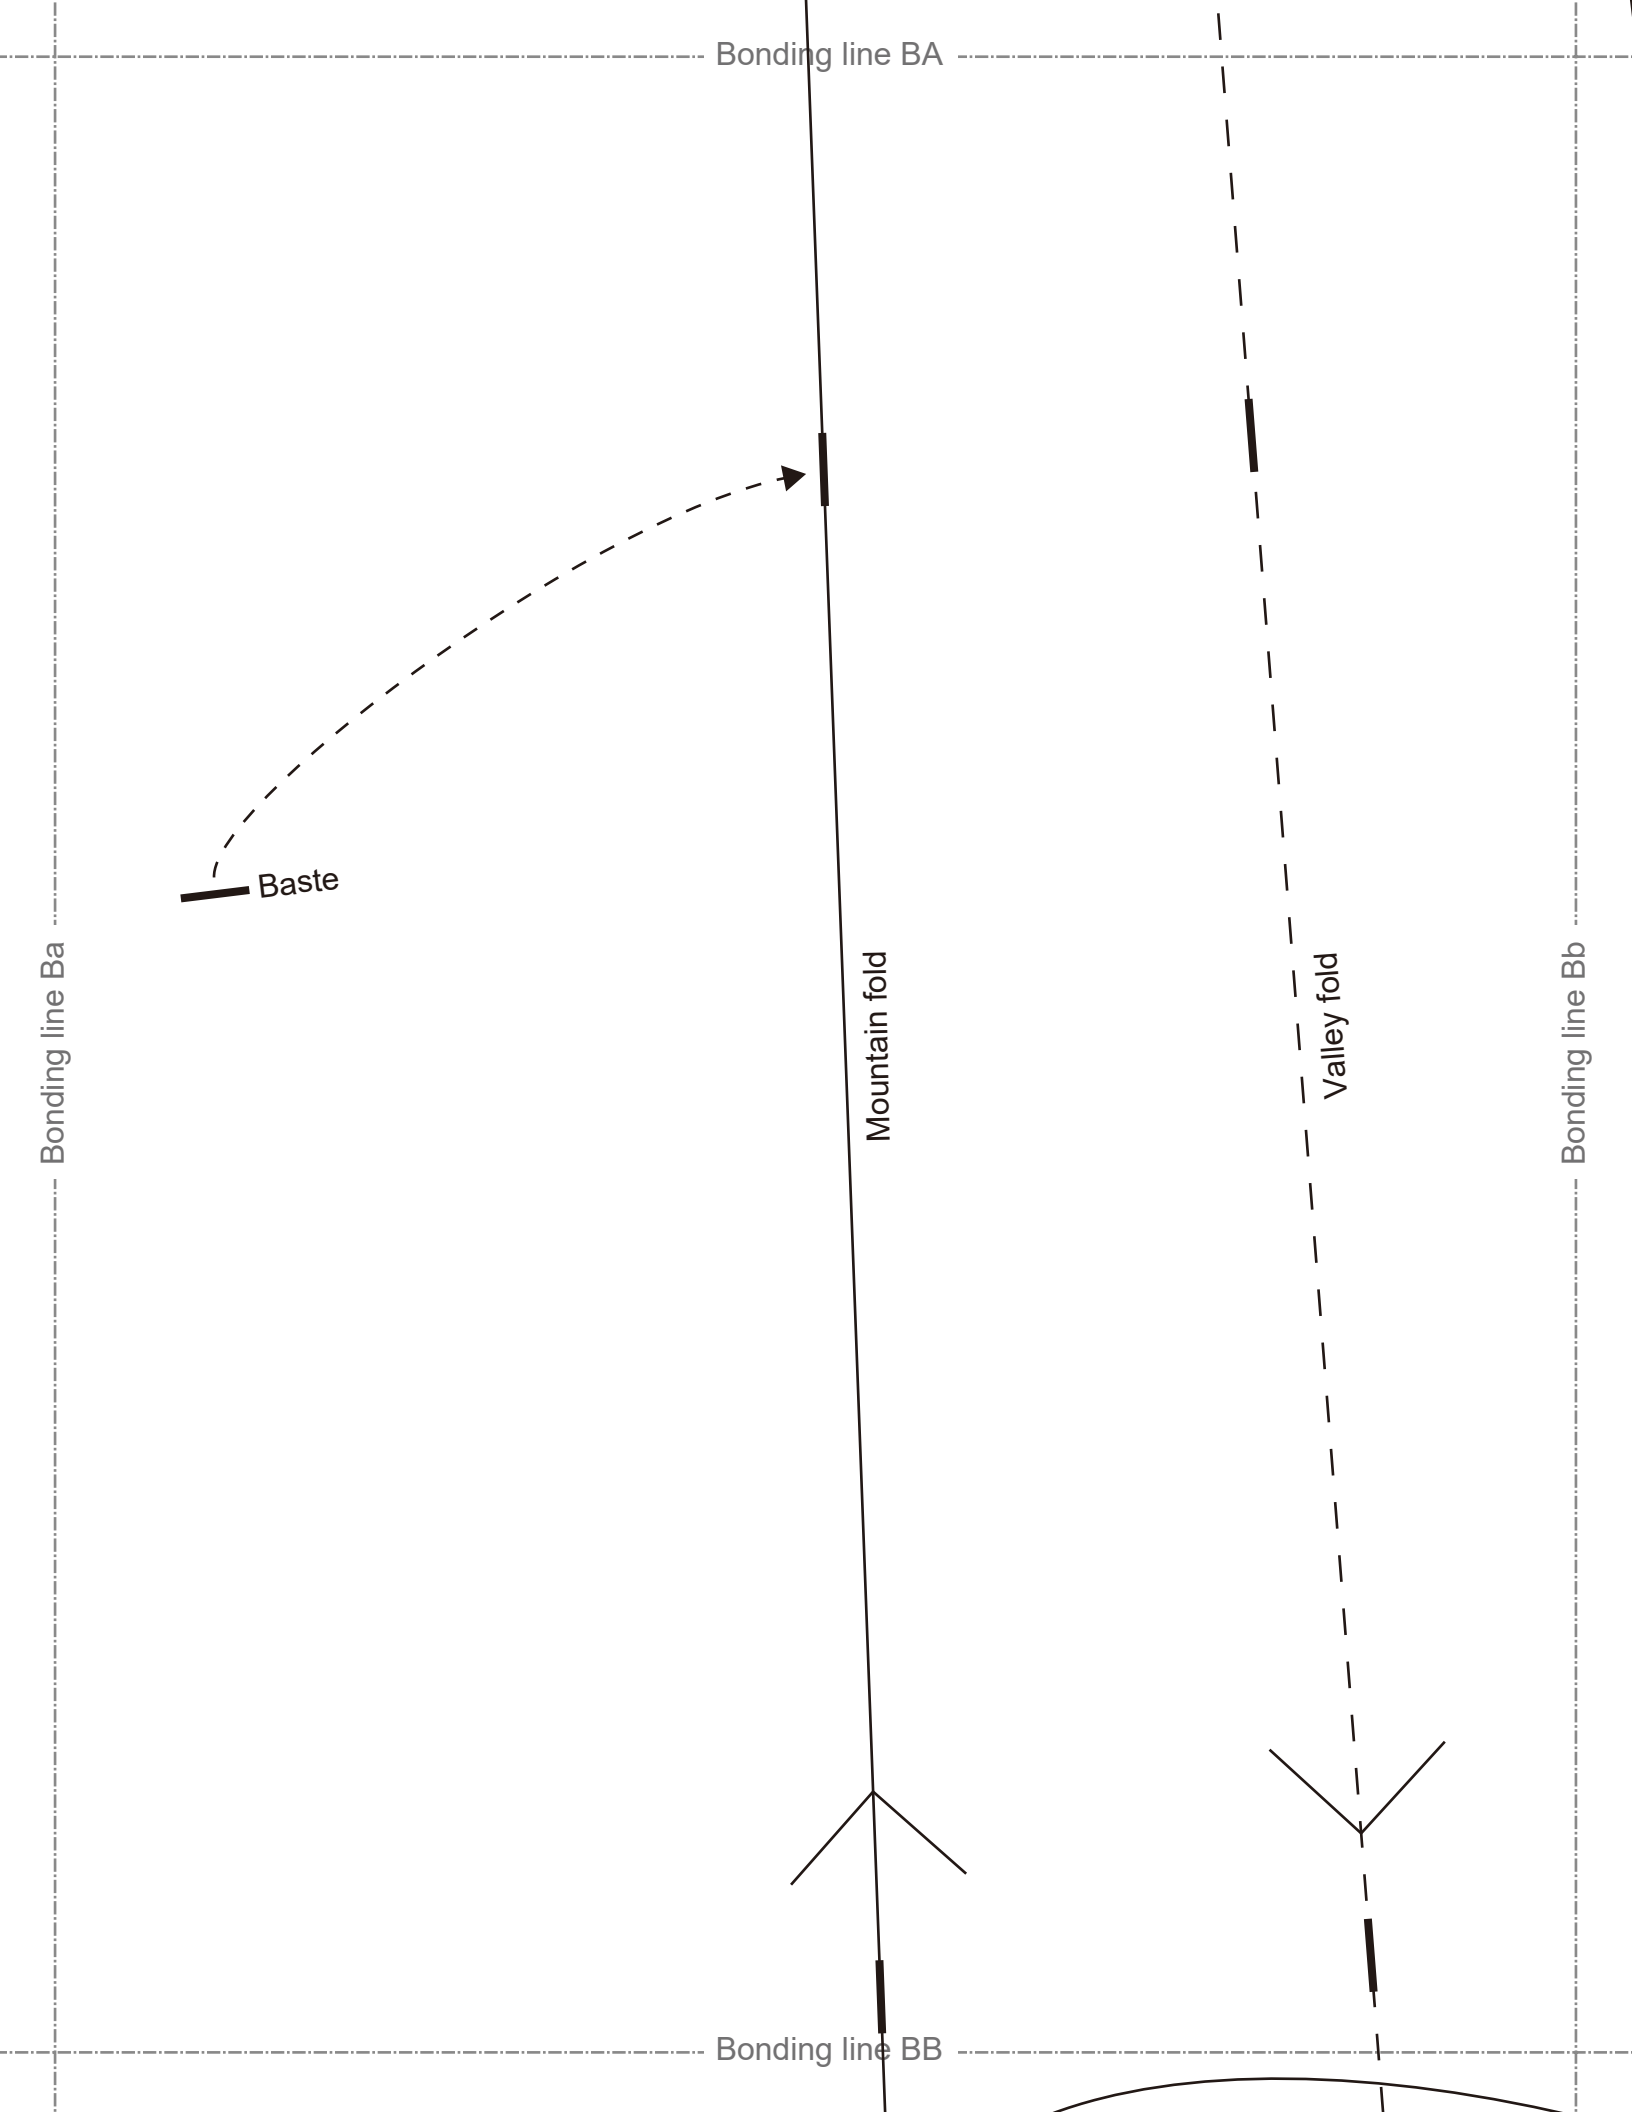 Bonding line BA
Baste
Bonding line Ba
Mountain fold
Valley fold
Bonding line Bb
Bonding line BB